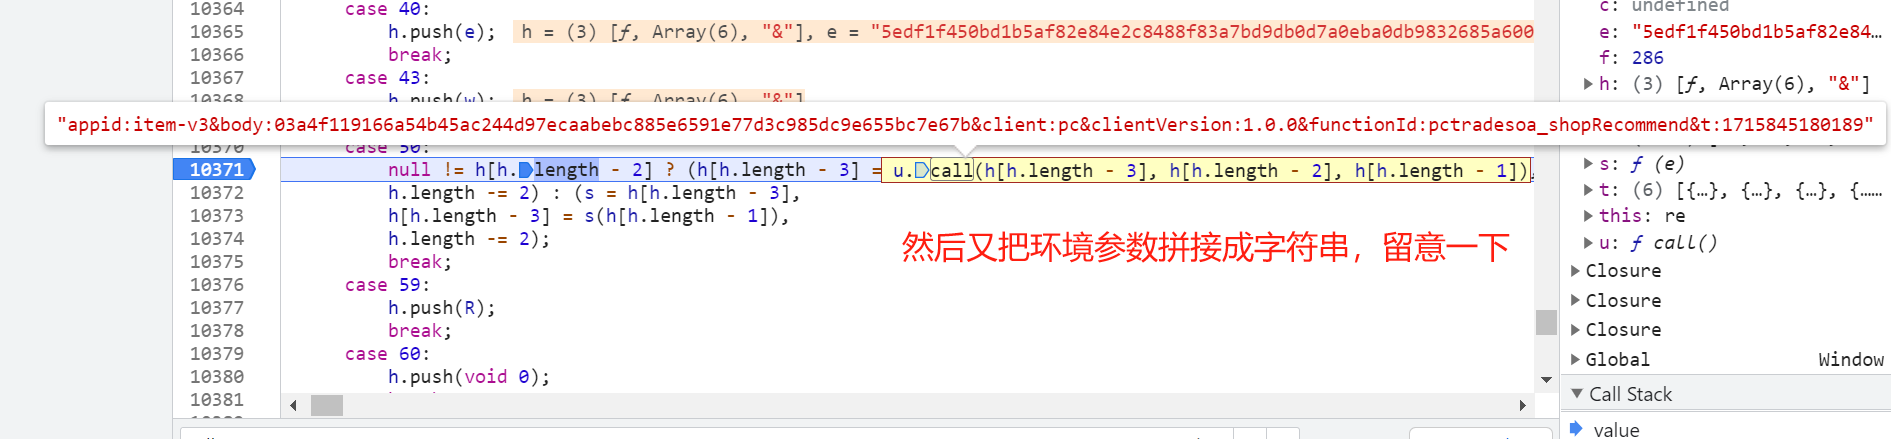 10364 case 40:
10365 h.push(e); h = (3) [ƒ, Array(6), "&"], e = "5edf1f450bd1b5af82e84e2c8488f83a7bd9db0d7a0eba0db9832685a600
10366 break;
10367 case 43:
10368 h.push(w); h = (3) [ƒ, Array(6), "&"]
"appid:item-v3&body:03a4f119166a54b45ac244d97ecaabebc885e6591e77d3c985dc9e655bc7e67b&client:pc&clientVersion:1.0.0&functionId:pctradesoa_shopRecommend&t:1715845180189"
10370 case 50:
10371 null != h[h.length - 2] ? (h[h.length - 3] = u.call(h[h.length - 3], h[h.length - 2], h[h.length - 1]),
10372 h.length -= 2) : (s = h[h.length - 3],
10373 h[h.length - 3] = s(h[h.length - 1]),
10374 h.length -= 2);
10375 break;
10376 case 59:
10377 h.push(R);
10378 break;
10379 case 60:
10380 h.push(void 0);
10381
然后又把环境参数拼接成字符串，留意一下
c: undefined
e: "5edf1f450bd1b5af82e84…
f: 286
h: (3) [ƒ, Array(6), "&"]
s: ƒ (e)
t: (6) [{…}, {…}, {…}, {……
this: re
u: ƒ call()
Closure
Closure
Closure
Global Window
Call Stack
value